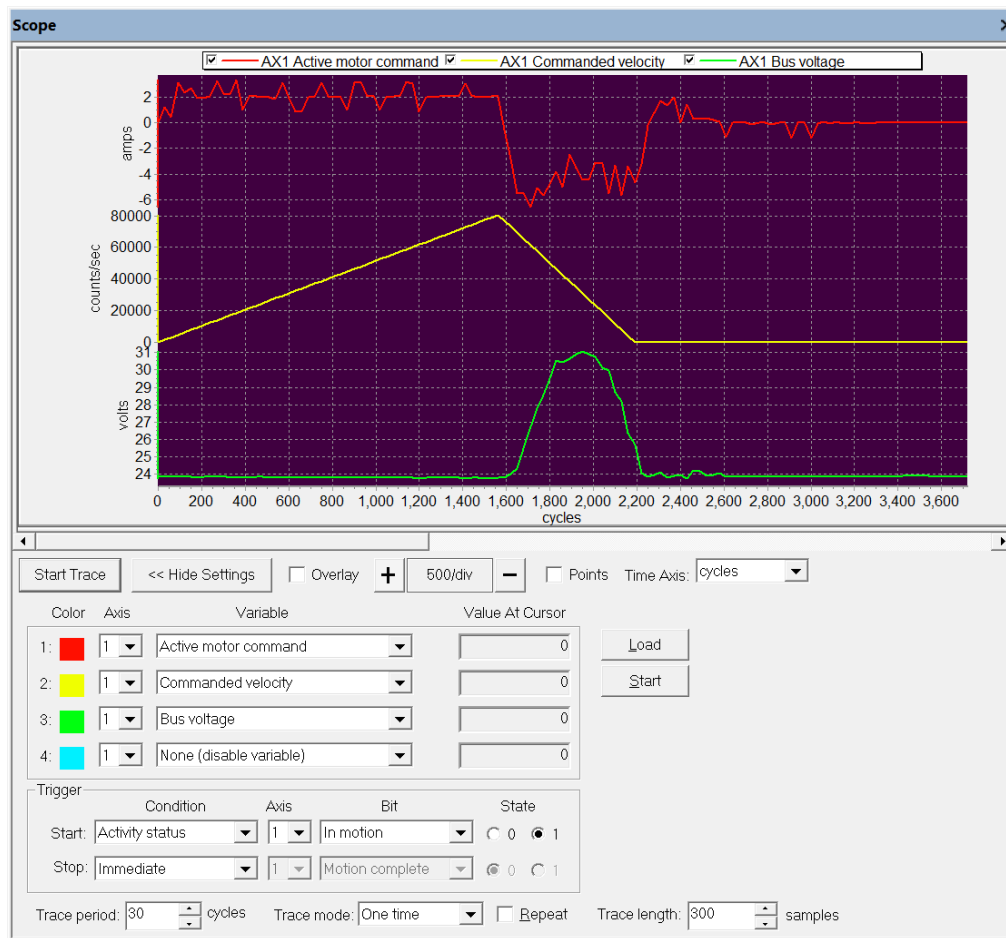 Scope
AX1 Active motor command AX1 Commanded velocity AX1 Bus voltage
2
0
-2
-4
-6
amps
80000
60000
40000
20000
0
counts/sec
31
30
29
28
27
26
25
24
volts
0 200 400 600 800 1,000 1,200 1,400 1,600 1,800 2,000 2,200 2,400 2,600 2,800 3,000 3,200 3,400 3,600
cycles
Start Trace << Hide Settings Overlay + 500/div − Points Time Axis: cycles
Color Axis Variable Value At Cursor
1: 1 Active motor command 0 Load
2: 1 Commanded velocity 0 Start
3: 1 Bus voltage 0
4: 1 None (disable variable) 0
Trigger
Condition Axis Bit State
Start: Activity status 1 In motion 0 1
Stop: Immediate 1 Motion complete 0 1
Trace period: 30 cycles Trace mode: One time Repeat Trace length: 300 samples